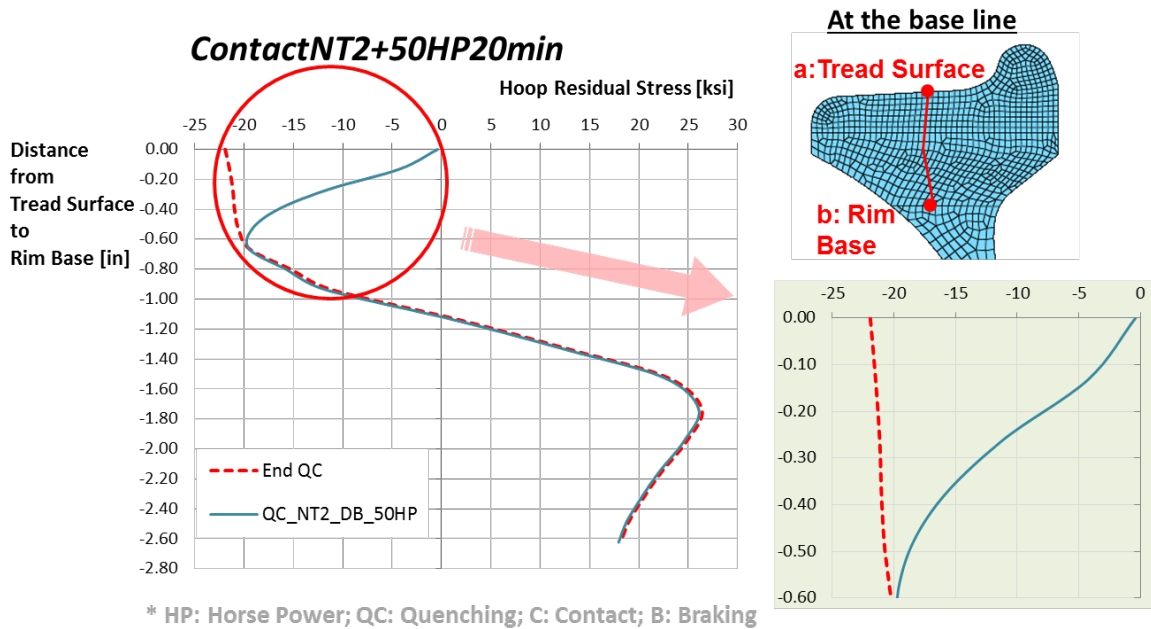 ContactNT2+50HP20min
Hoop Residual Stress [ksi]
-25 -20 -15 -10 -5 0 5 10 15 20 25 30
Distance
from
Tread Surface
to
Rim Base [in]
0.00
-0.20
-0.40
-0.60
-0.80
-1.00
-1.20
-1.40
-1.60
-1.80
-2.00
-2.20
-2.40
-2.60
-2.80
End QC
QC_NT2_DB_50HP
* HP: Horse Power; QC: Quenching; C: Contact; B: Braking
At the base line
a:Tread Surface
b: Rim
Base
-25 -20 -15 -10 -5 0
0.00
-0.10
-0.20
-0.30
-0.40
-0.50
-0.60